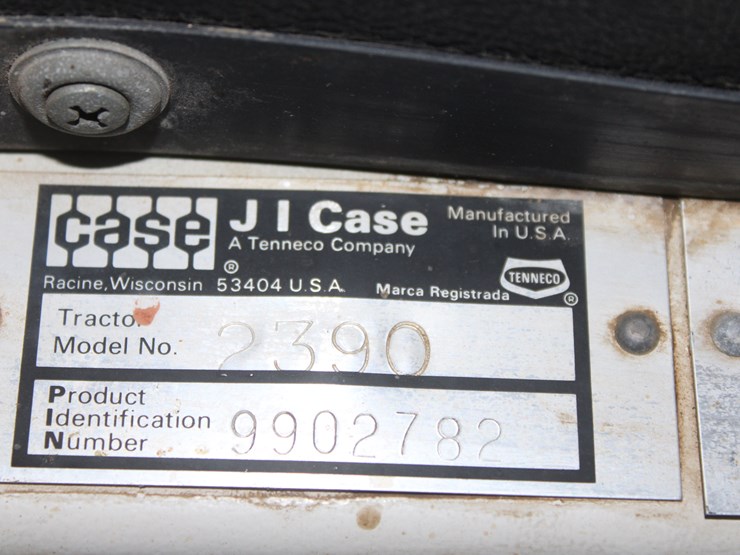 case
®
J I Case
A Tenneco Company
Manufactured
In U.S.A.
Racine, Wisconsin 53404 U.S.A.
Marca Registrada
TENNECO
®
Tractor
Model No. 2390
Product
Identification
Number 9902782